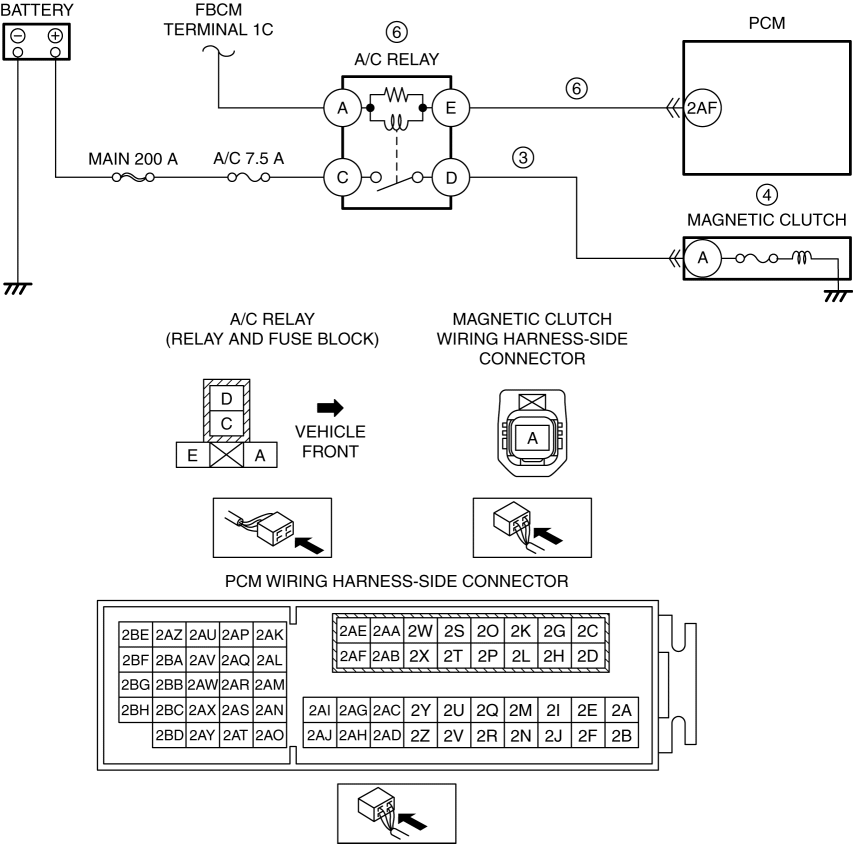 BATTERY
FBCM
TERMINAL 1C
6
A/C RELAY
PCM
A
E
6
2AF
MAIN 200 A
A/C 7.5 A
C
D
3
4
MAGNETIC CLUTCH
A
A/C RELAY
(RELAY AND FUSE BLOCK)
MAGNETIC CLUTCH
WIRING HARNESS-SIDE
CONNECTOR
D
C
E
A
VEHICLE
FRONT
A
PCM WIRING HARNESS-SIDE CONNECTOR
2BE 2AZ 2AU 2AP 2AK
2BF 2BA 2AV 2AQ 2AL
2BG 2BB 2AW 2AR 2AM
2BH 2BC 2AX 2AS 2AN
2BD 2AY 2AT 2AO
2AE 2AA 2W 2S 2O 2K 2G 2C
2AF 2AB 2X 2T 2P 2L 2H 2D
2AI 2AG 2AC 2Y 2U 2Q 2M 2I 2E 2A
2AJ 2AH 2AD 2Z 2V 2R 2N 2J 2F 2B